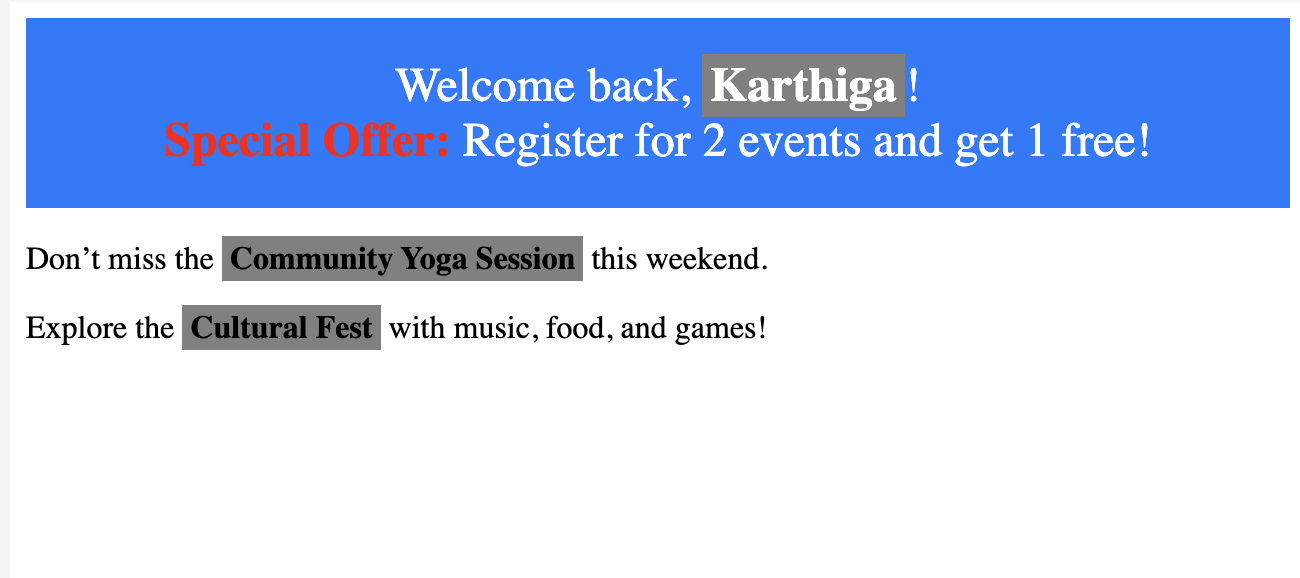 Welcome back, Karthiga!
Special Offer: Register for 2 events and get 1 free!
Don’t miss the Community Yoga Session this weekend.
Explore the Cultural Fest with music, food, and games!